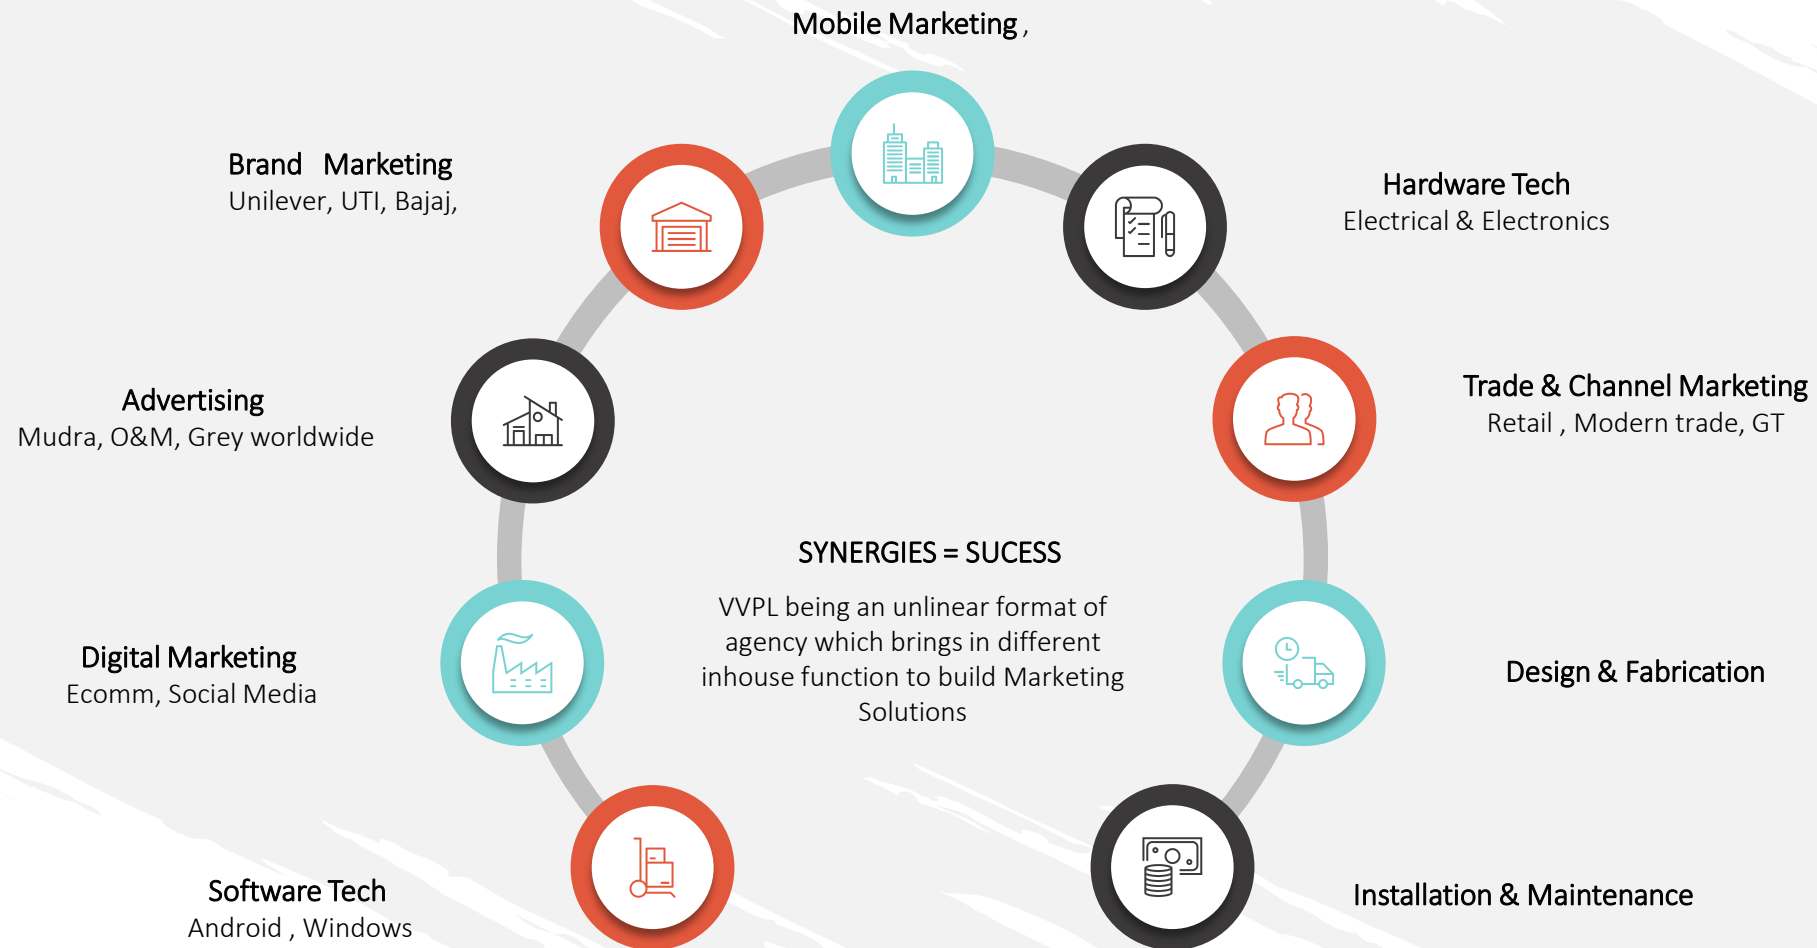 Mobile Marketing ,
Brand   Marketing
Unilever, UTI, Bajaj,
Hardware Tech
Electrical & Electronics
Advertising
Mudra, O&M, Grey worldwide
Trade & Channel Marketing
Retail , Modern trade, GT
SYNERGIES = SUCESS
VVPL being an unlinear format of
agency which brings in different
inhouse function to build Marketing
Solutions
Digital Marketing
Ecomm, Social Media
Design & Fabrication
Software Tech
Android , Windows
Installation & Maintenance